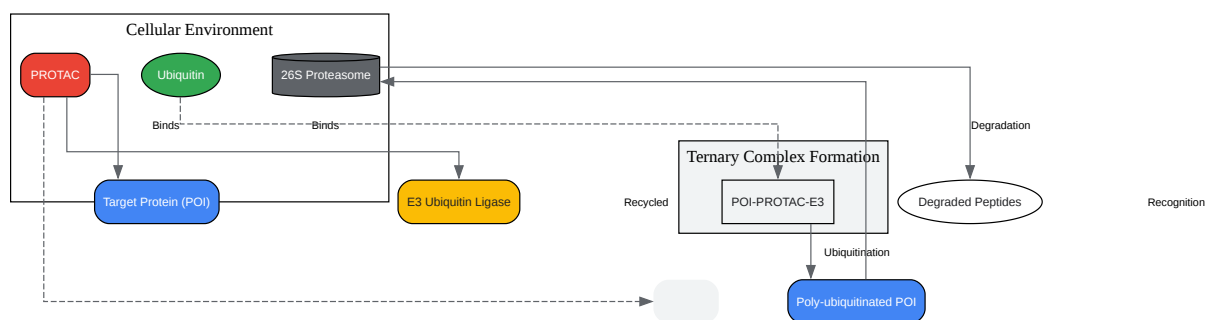 Cellular Environment
PROTAC
Ubiquitin
26S Proteasome
Binds
Binds
Degradation
Ternary Complex Formation
Target Protein (POI)
E3 Ubiquitin Ligase
Recycled
POI-PROTAC-E3
Degraded Peptides
Recognition
Ubiquitination
Poly-ubiquitinated POI